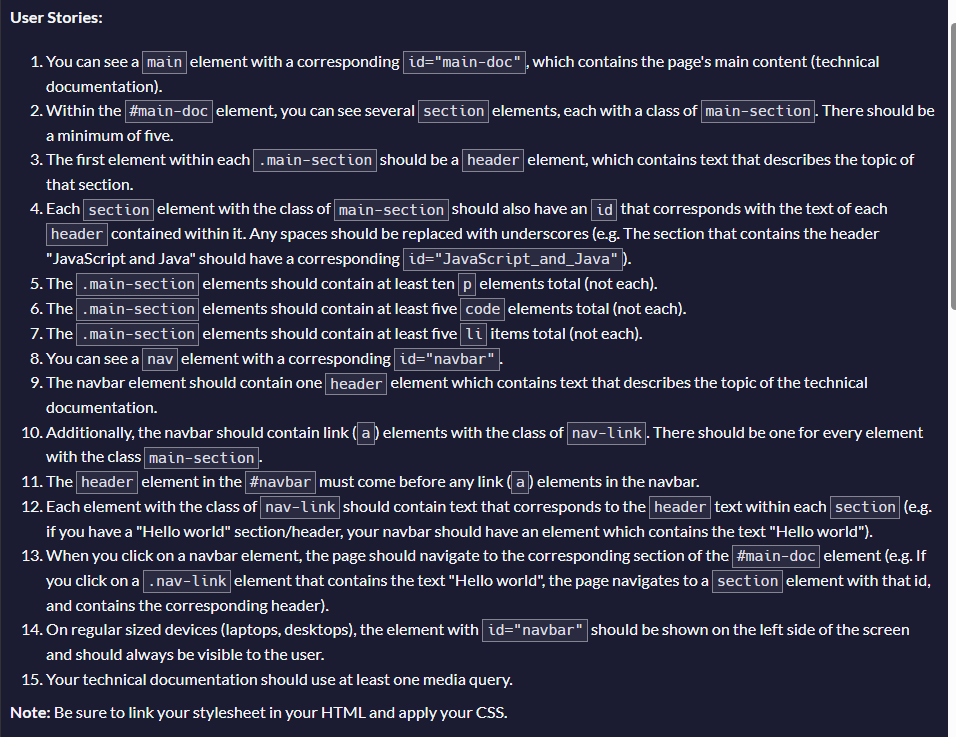 User Stories:
1. You can see a main element with a corresponding id="main-doc", which contains the page's main content (technical
documentation).
2. Within the #main-doc element, you can see several section elements, each with a class of main-section. There should be
a minimum of five.
3. The first element within each .main-section should be a header element, which contains text that describes the topic of
that section.
4. Each section element with the class of main-section should also have an id that corresponds with the text of each
header contained within it. Any spaces should be replaced with underscores (e.g. The section that contains the header
"JavaScript and Java" should have a corresponding id="JavaScript_and_Java").
5. The .main-section elements should contain at least ten p elements total (not each).
6. The .main-section elements should contain at least five code elements total (not each).
7. The .main-section elements should contain at least five li items total (not each).
8. You can see a nav element with a corresponding id="navbar".
9. The navbar element should contain one header element which contains text that describes the topic of the technical
documentation.
10. Additionally, the navbar should contain link (a) elements with the class of nav-link. There should be one for every element
with the class main-section.
11. The header element in the #navbar must come before any link (a) elements in the navbar.
12. Each element with the class of nav-link should contain text that corresponds to the header text within each section (e.g.
if you have a "Hello world" section/header, your navbar should have an element which contains the text "Hello world").
13. When you click on a navbar element, the page should navigate to the corresponding section of the #main-doc element (e.g. If
you click on a .nav-link element that contains the text "Hello world", the page navigates to a section element with that id,
and contains the corresponding header).
14. On regular sized devices (laptops, desktops), the element with id="navbar" should be shown on the left side of the screen
and should always be visible to the user.
15. Your technical documentation should use at least one media query.
Note: Be sure to link your stylesheet in your HTML and apply your CSS.